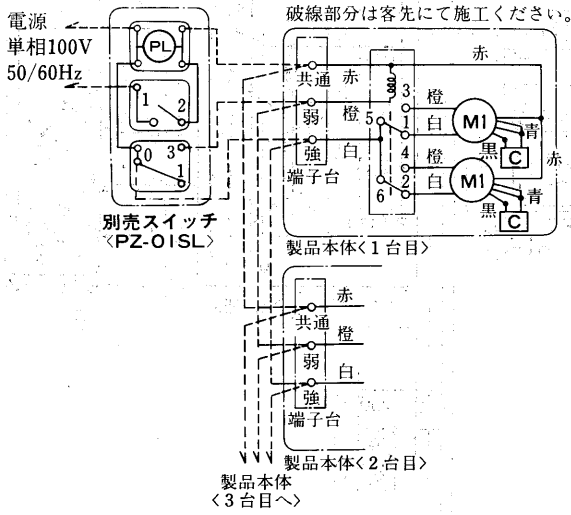 破線部分は客先にて施工ください。
電源
単相100V
50/60Hz
PL
1 2
0 3
1
別売スイッチ
〈PZ-01SL〉
共通
弱
強
端子台
赤
橙
白
赤
5
6
3
1
4
2
橙
白
橙
白
M1
M1
青
黒
C
赤
青
黒
C
製品本体〈1台目〉
共通
弱
強
端子台
赤
橙
白
製品本体〈2台目〉
製品本体
〈3台目へ〉